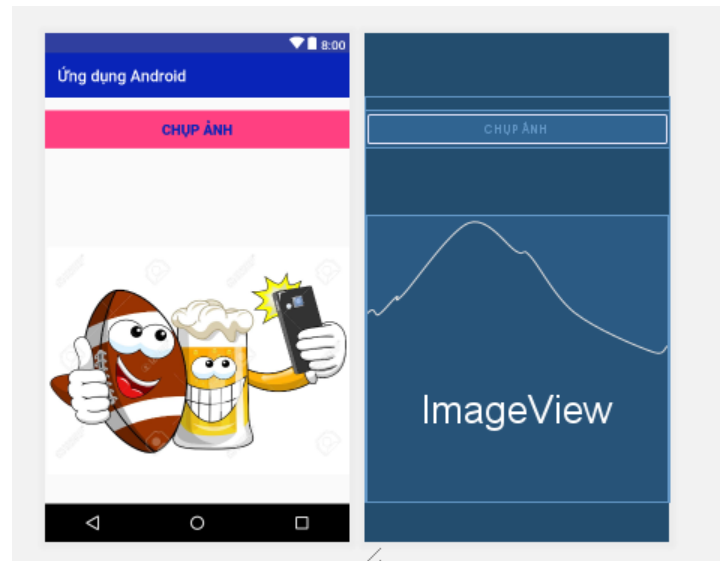 8:00
Ứng dụng Android
CHỤP ẢNH
CHỤP ẢNH
ImageView